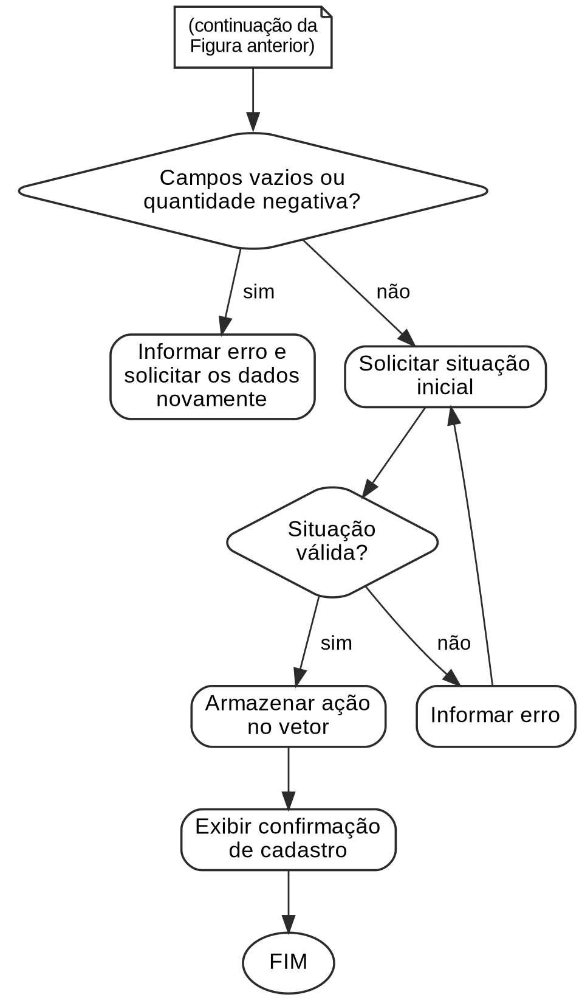 (continuação da
Figura anterior)
Campos vazios ou
quantidade negativa?
sim
não
Informar erro e
solicitar os dados
novamente
Solicitar situação
inicial
Situação
válida?
sim
não
Armazenar ação
no vetor
Informar erro
Exibir confirmação
de cadastro
FIM